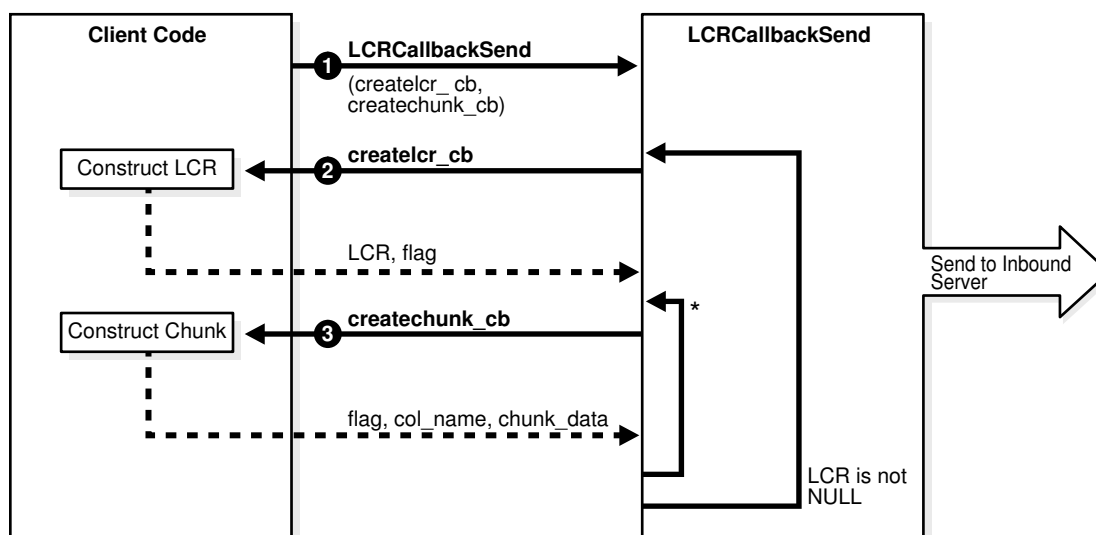 Client Code
LCRCallbackSend
1
LCRCallbackSend
(createlcr_ cb,
createchunk_cb)
2
createlcr_cb
Construct LCR
LCR, flag
Send to Inbound
Server
*
3
createchunk_cb
Construct Chunk
flag, col_name, chunk_data
LCR is not
NULL